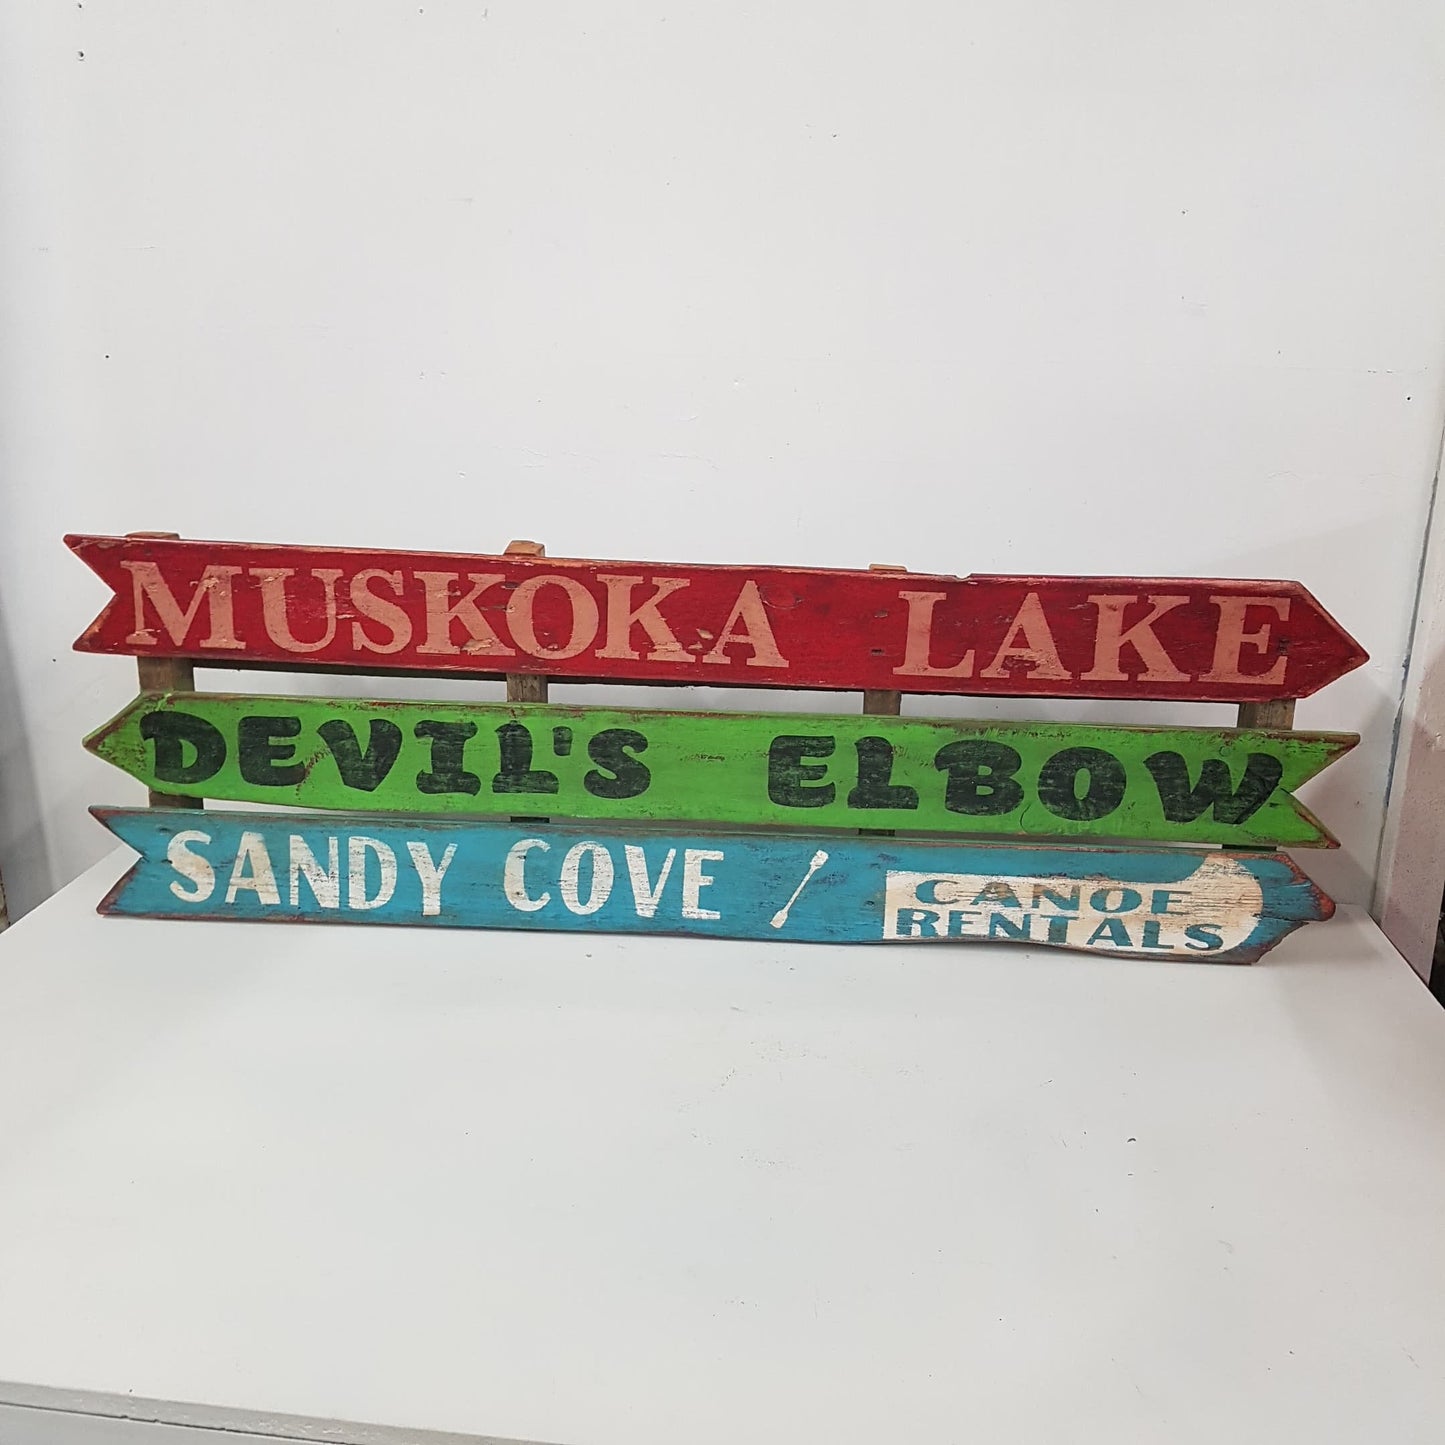 MUSKOKA LAKE
DEVIL'S ELBOW
SANDY COVE
CANOE
RENTALS